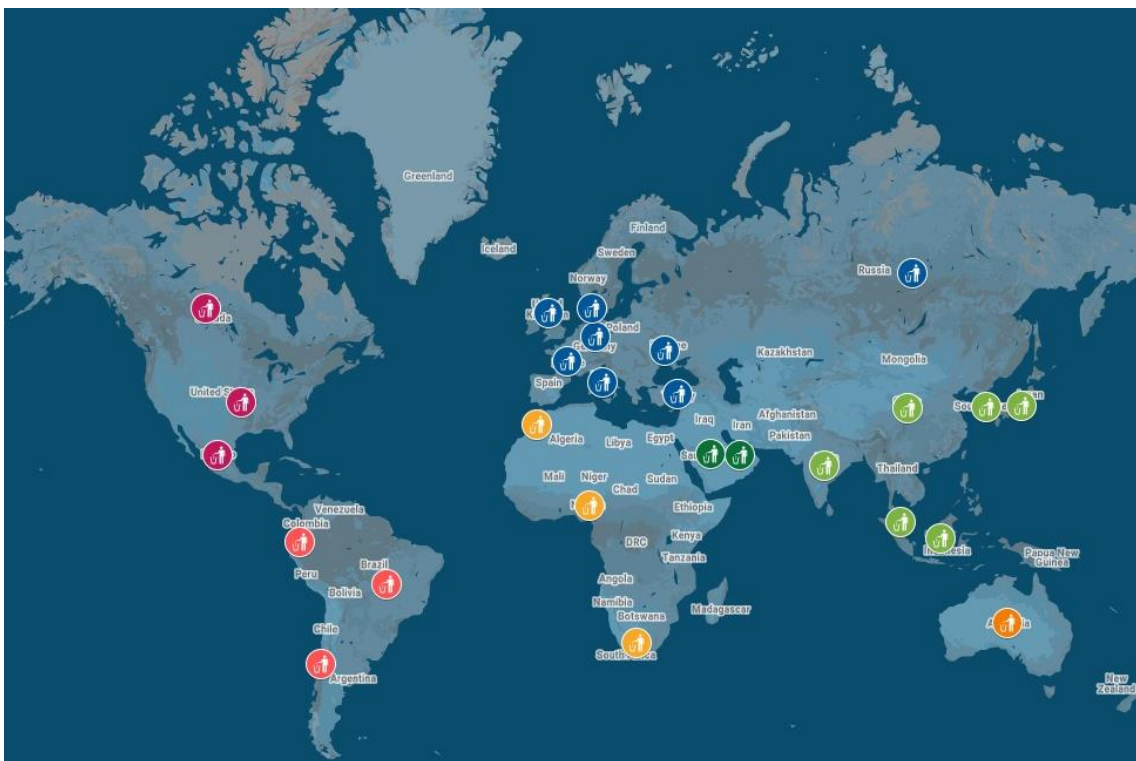 Greenland
Iceland
Finland
Sweden
Norway
Russia
Poland
Kazakhstan
Mongolia
Spain
Iraq
Iran
Afghanistan
Pakistan
Algeria
Libya
Egypt
Mali
Niger
Chad
Sudan
Thailand
Ethiopia
Venezuela
Colombia
Kenya
DRC
Tanzania
Papua New
Guinea
Peru
Brazil
Bolivia
Angola
Namibia
Botswana
Madagascar
Chile
Argentina
New
Zealand